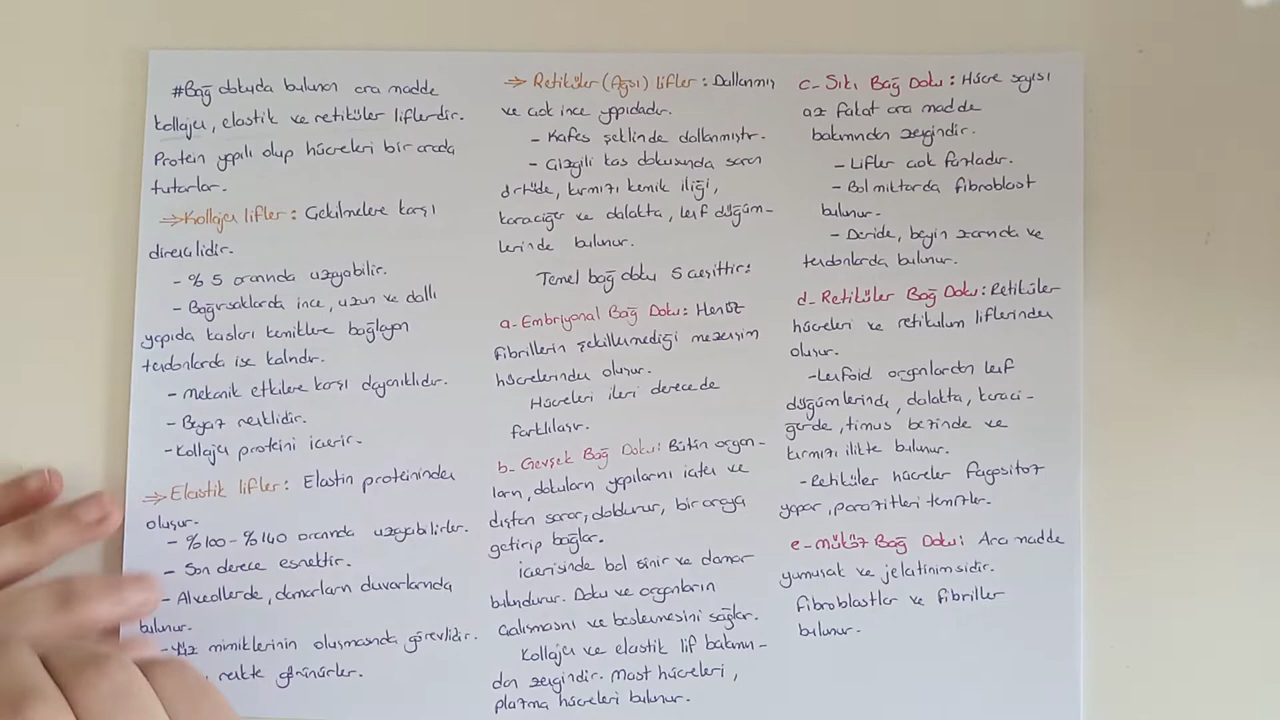 #Bağ dokuda bulunan ara madde
kollajen, elastik ve retiküler liflerdir.
Protein yapılı olup hücreleri bir arada
tutarlar.
⇒Kollajen lifler: Çekilmelere karşı
dirençlidir.
- %5 oranında uzayabilir.
- Bağırsaklarda ince, uzun ve dallı
yapıda kasları kemiklere bağlayan
tendonlarda ise kalındır.
- Mekanik etkilere karşı dayanıklıdır.
- Beyaz renklidir.
- Kollajen proteini içerir.
⇒Elastik lifler: Elastin proteininden
oluşur.
- %100-%140 oranında uzayabilirler.
- Son derece esnektir.
- Alveollerde, damarların duvarlarında
bulunur.
- Yüz mimiklerinin oluşmasında görevlidir.
renkte görünürler.
⇒ Retiküler (Ağsı) lifler: Dallanmış
ve çok ince yapıdadır.
- Kafes şeklinde dallanmıştır.
- Çizgili kas dokusunda saran
örtüde, kırmızı kemik iliği,
karaciğer ve dalakta, lenf düğüm-
lerinde bulunur.
Temel bağ doku 5 çeşittir:
a- Embriyonal Bağ Doku: Henüz
fibrillerin şekillenmediği mezenşim
hücrelerinden oluşur.
Hücreleri ileri derecede
farklılaşır.
b- Gevşek Bağ Doku: Bütün organ-
ların, dokuların yapılarını içten ve
dıştan sarar, doldurur, bir araya
getirip bağlar.
İçerisinde bol sinir ve damar
bulundurur. Doku ve organların
çalışmasını ve beslenmesini sağlar.
Kollajen ve elastik lif bakımın-
dan zengindir. Mast hücreleri,
plazma hücreleri bulunur.
c- Sıkı Bağ Doku: Hücre sayısı
az fakat ara madde
bakımından zengindir.
- Lifler çok fazladır.
- Bol miktarda fibroblast
bulunur.
- Deride, beyin zarında ve
tendonlarda bulunur.
d- Retiküler Bağ Doku: Retiküler
hücreleri ve retikulum liflerinden
oluşur.
- Lenfoid organlardan lenf
düğümlerinde, dalakta, karaci-
ğerde, timus bezinde ve
kırmızı ilikte bulunur.
- Retiküler hücreler fagositoz
yapar, parazitleri temizler.
e- Müköz Bağ Doku: Ara madde
yumuşak ve jelatinimsidir.
Fibroblastlar ve fibriller
bulunur.